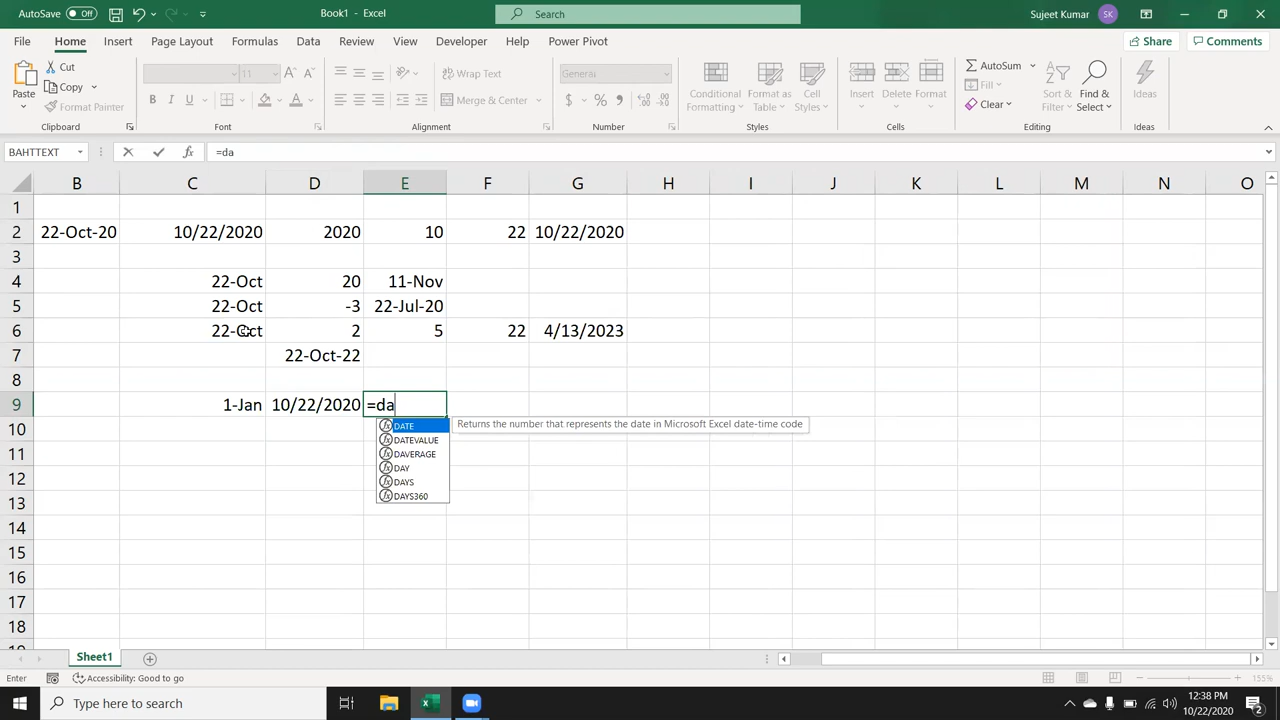 AutoSave Off Book1 - Excel Search Sujeet Kumar SK
File Home Insert Page Layout Formulas Data Review View Developer Help Power Pivot Share Comments
Paste Cut Copy Format Painter Clipboard
11 A A B I U A Font
Wrap Text Merge & Center Alignment
General $ % Number
Conditional Formatting Format as Table Cell Styles Styles
Insert Delete Format Cells
AutoSum Fill Clear Sort & Filter Find & Select Editing
Ideas Ideas
BAHTTEXT fx =da
B C D E F G H I J K L M N O
1
2 22-Oct-20 10/22/2020 2020 10 22 10/22/2020
3
4 22-Oct 20 11-Nov
5 22-Oct -3 22-Jul-20
6 22-Oct 2 5 22 4/13/2023
7 22-Oct-22
8
9 1-Jan 10/22/2020 =da
10 DATE Returns the number that represents the date in Microsoft Excel date-time code
DATEVALUE
11 DAVERAGE
DAY
12 DAYS
DAYS360
13
14
15
16
17
18
19
Sheet1
Enter Accessibility: Good to go 155%
Type here to search 12:38 PM
10/22/2020 2